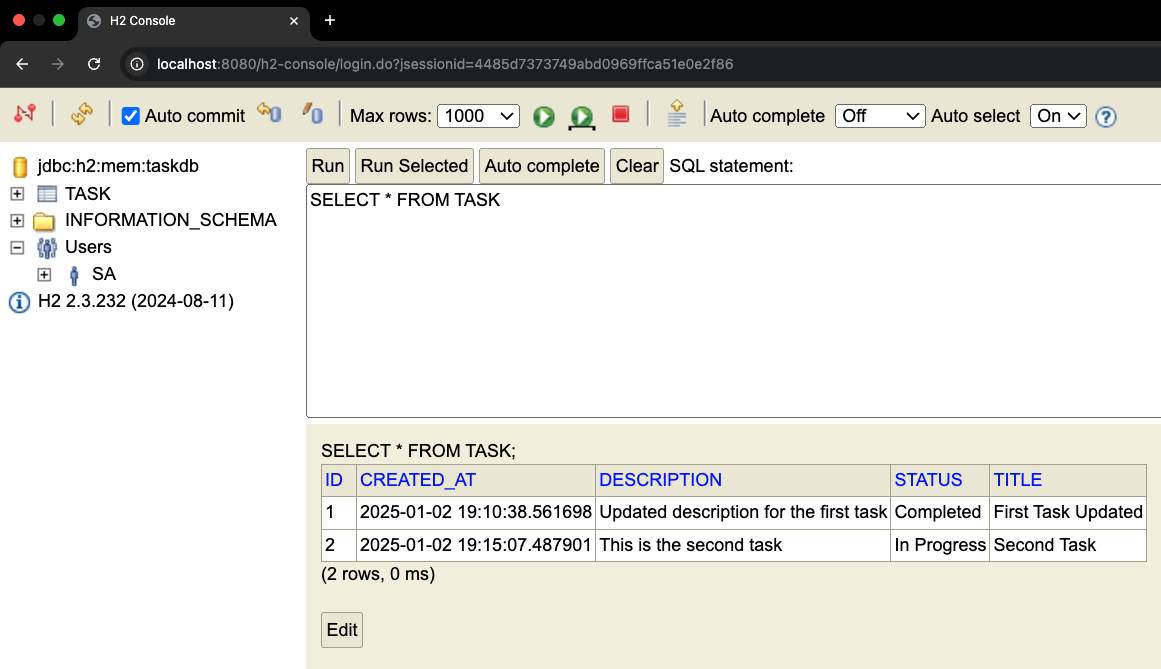 H2 Console
localhost:8080/h2-console/login.do?jsessionid=4485d7373749abd0969ffca51e0e2f86
Auto commit Max rows: 1000 Auto complete Off Auto select On
jdbc:h2:mem:taskdb
TASK
INFORMATION_SCHEMA
Users
SA
H2 2.3.232 (2024-08-11)
Run Run Selected Auto complete Clear SQL statement:
SELECT * FROM TASK
SELECT * FROM TASK;
ID CREATED_AT DESCRIPTION STATUS TITLE
1 2025-01-02 19:10:38.561698 Updated description for the first task Completed First Task Updated
2 2025-01-02 19:15:07.487901 This is the second task In Progress Second Task
(2 rows, 0 ms)
Edit